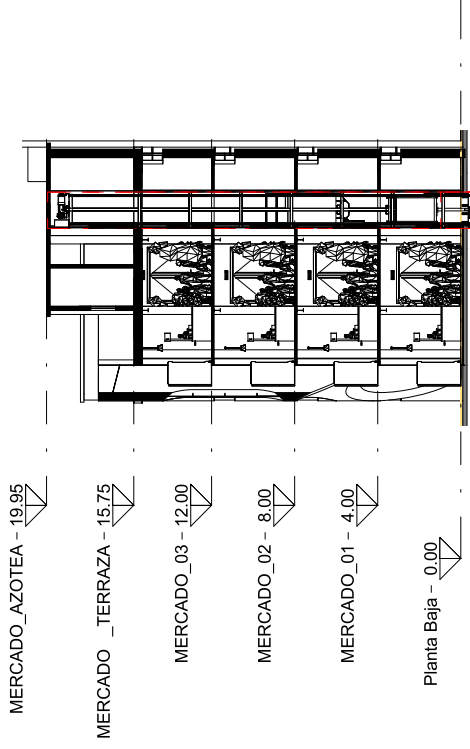 MERCADO_AZOTEA - 19.95
MERCADO _TERRAZA - 15.75
MERCADO_03 - 12.00
MERCADO_02 - 8.00
MERCADO_01 - 4.00
Planta Baja - 0.00